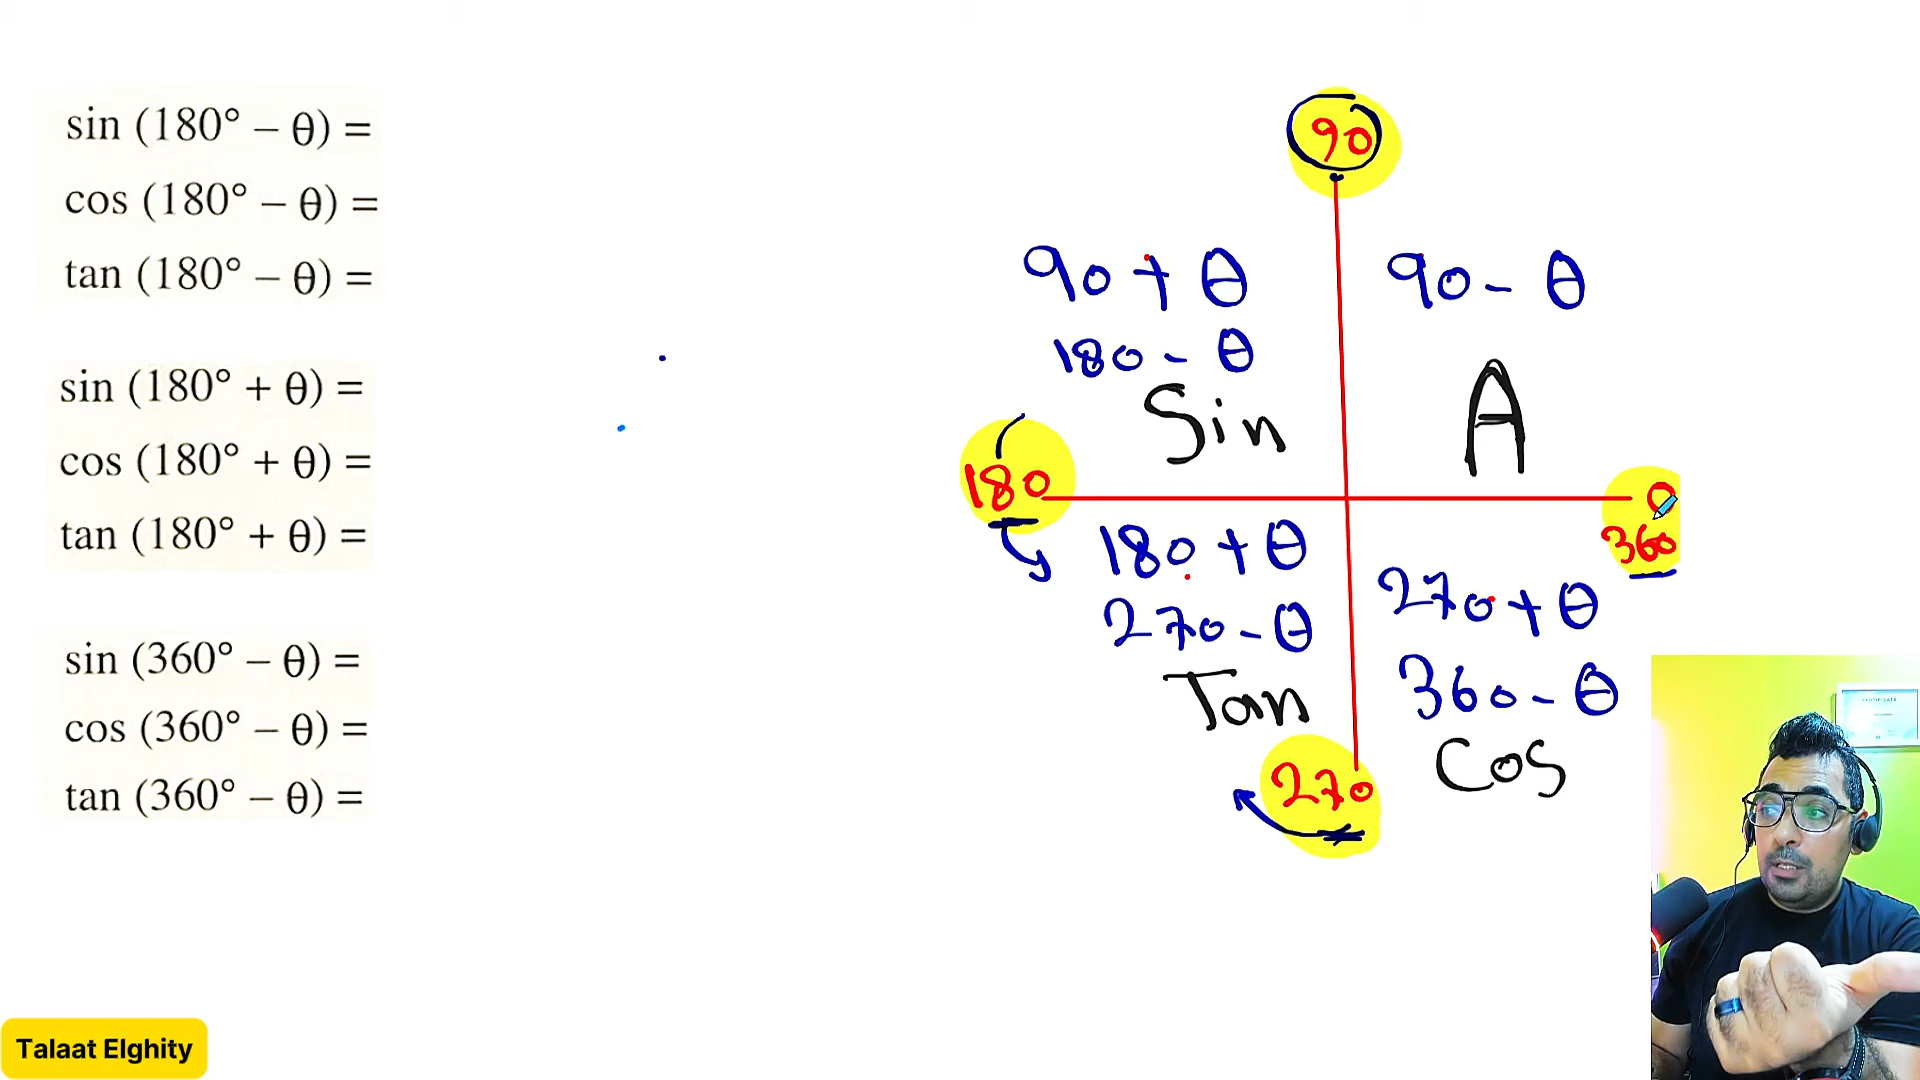 sin (180° – θ) =
cos (180° – θ) =
tan (180° – θ) =
sin (180° + θ) =
cos (180° + θ) =
tan (180° + θ) =
sin (360° – θ) =
cos (360° – θ) =
tan (360° – θ) =
90
90 + θ
180 - θ
Sin
90 - θ
A
180
0
360
180 + θ
270 - θ
Tan
270 + θ
360 - θ
Cos
270
Talaat Elghity